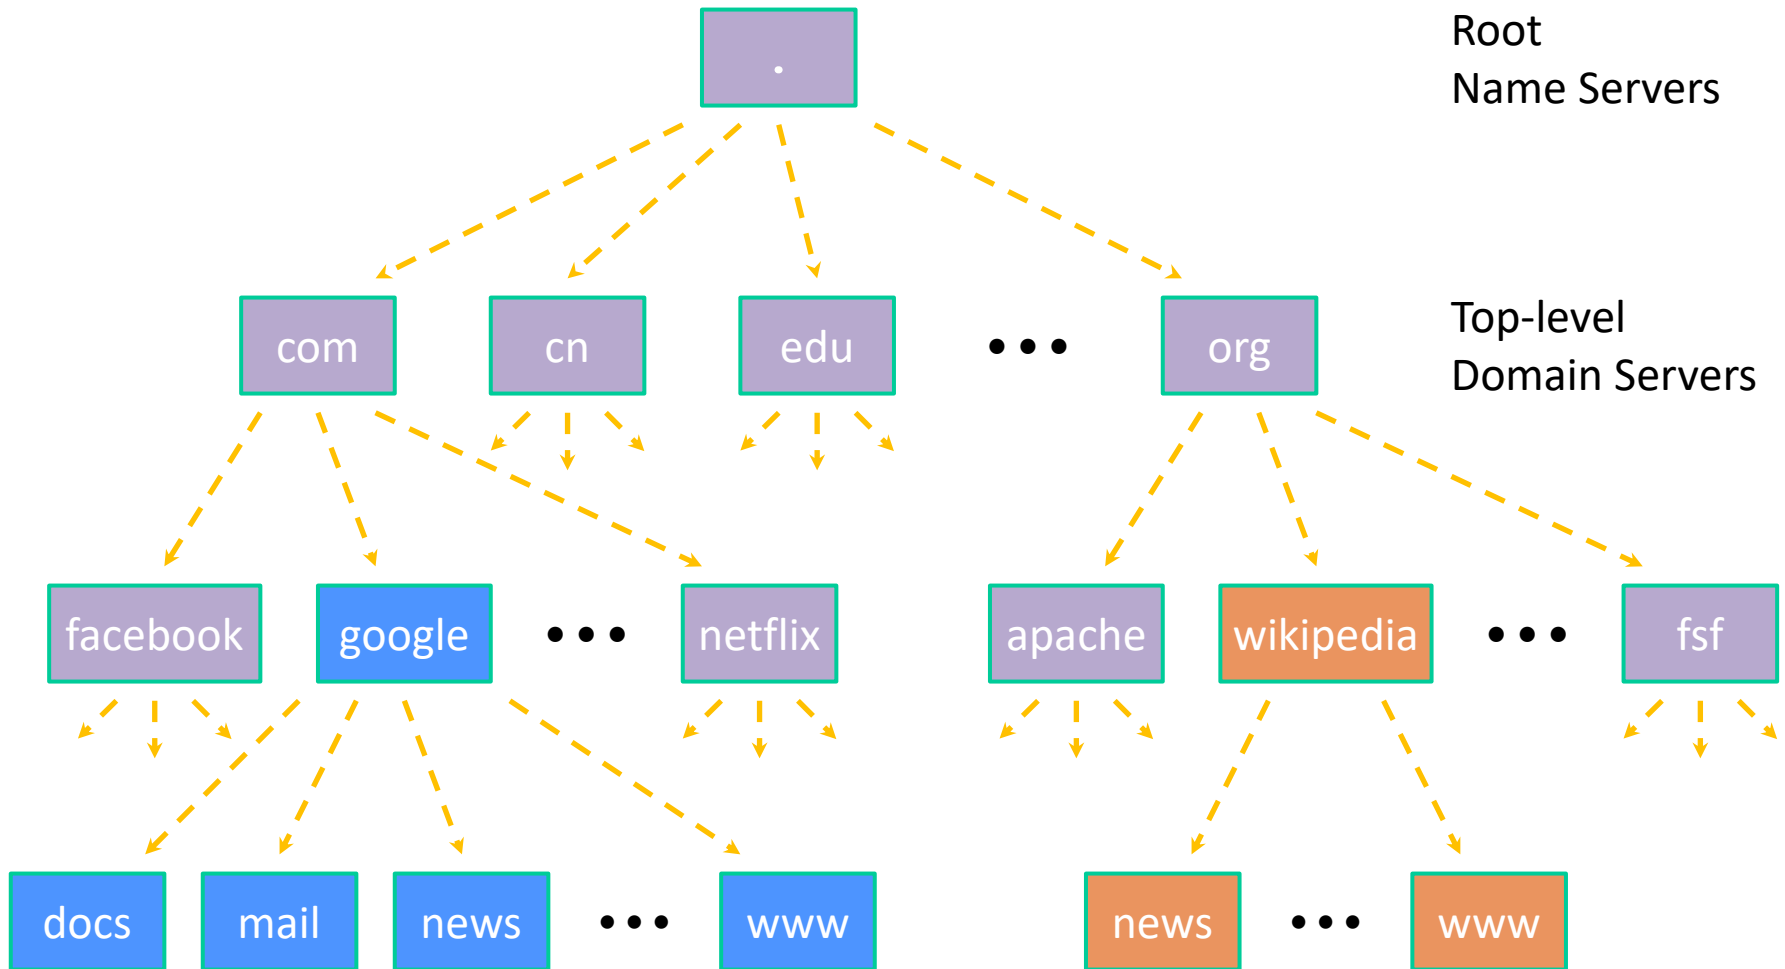 .
Root
Name Servers
com
cn
edu
...
org
Top-level
Domain Servers
facebook
google
...
netflix
apache
wikipedia
...
fsf
docs
mail
news
...
www
news
...
www